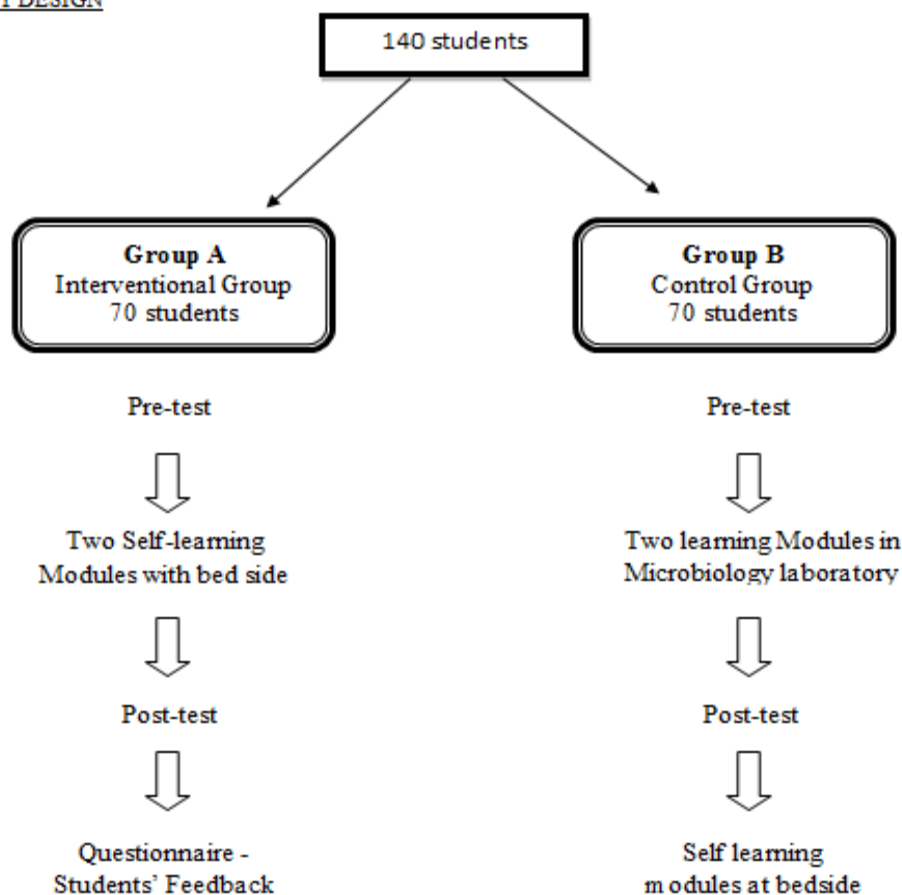 DESIGN
140 students
Group A
Interventional Group
70 students
Group B
Control Group
70 students
Pre-test
Pre-test
Two Self-learning
Modules with bed side
Two learning Modules in
Microbiology laboratory
Post-test
Post-test
Questionnaire -
Students' Feedback
Self learning
modules at bedside